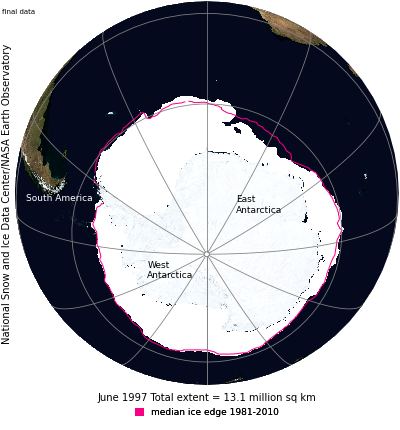 final data
National Snow and Ice Data Center/NASA Earth Observatory
South America
East
Antarctica
West
Antarctica
June 1997 Total extent = 13.1 million sq km
median ice edge 1981-2010